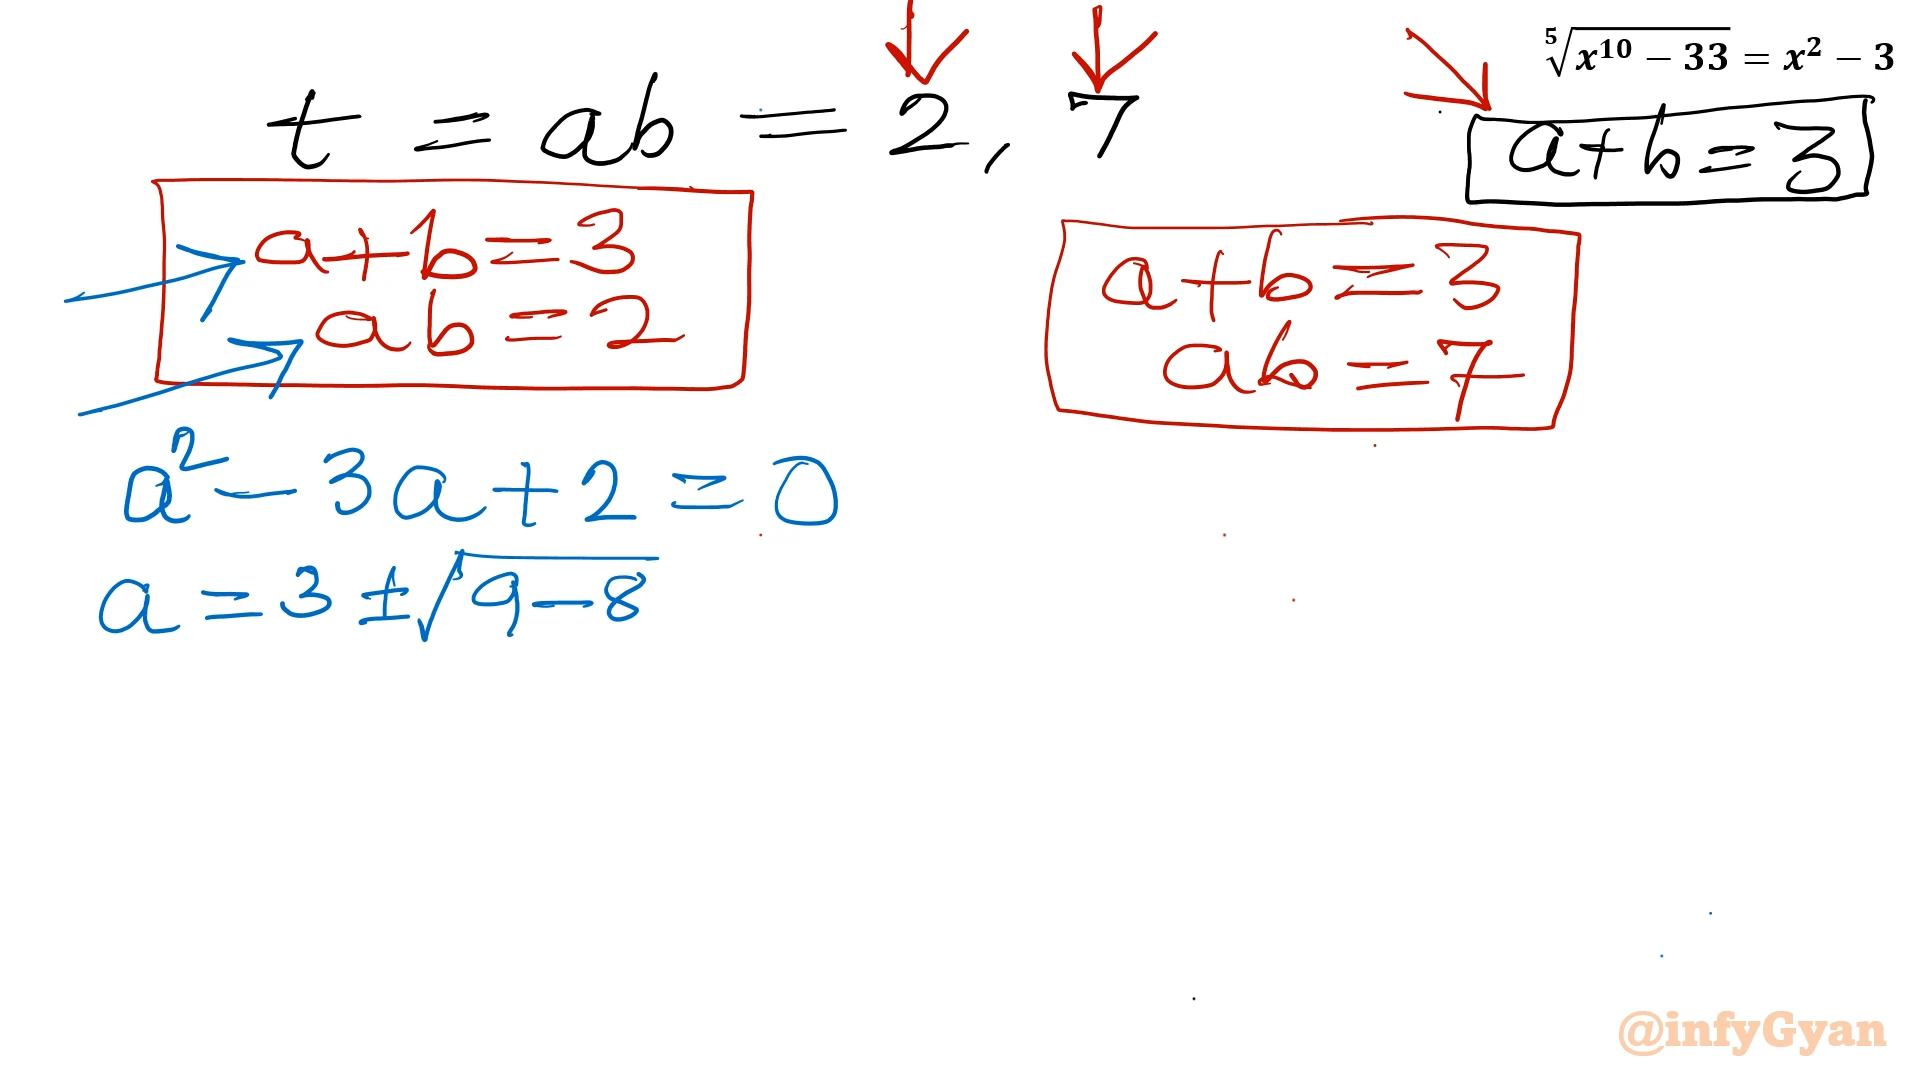 ⁵√(x¹⁰ − 33) = x² − 3
t = ab = 2, 7
a+b=3
a+b=3
ab=2
a+b=3
ab=7
a²−3a+2=0
a=3±√(9−8)
@infyGyan